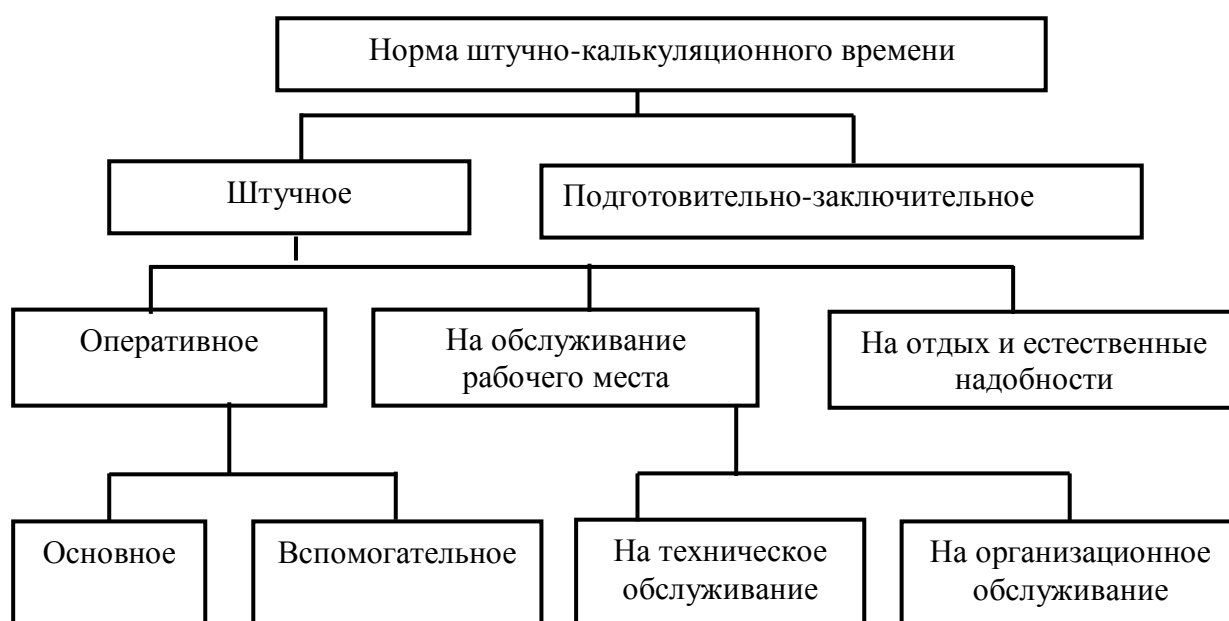 Норма штучно-калькуляционного времени
Штучное
Подготовительно-заключительное
Оперативное
На обслуживание
рабочего места
На отдых и естественные
надобности
Основное
Вспомогательное
На техническое
обслуживание
На организационное
обслуживание